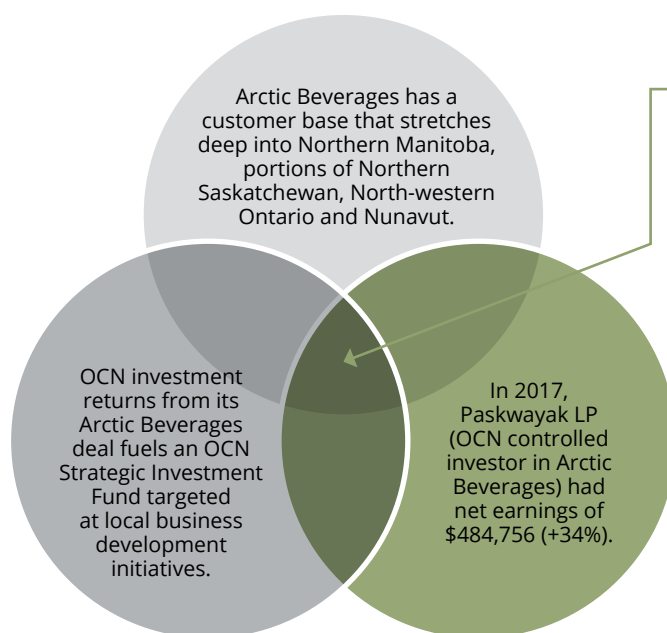 Arctic Beverages has a
customer base that stretches
deep into Northern Manitoba,
portions of Northern
Saskatchewan, North-western
Ontario and Nunavut.
OCN investment
returns from its
Arctic Beverages
deal fuels an OCN
Strategic Investment
Fund targeted
at local business
development
initiatives.
In 2017,
Paskwayak LP
(OCN controlled
investor in Arctic
Beverages) had
net earnings of
$484,756 (+34%).